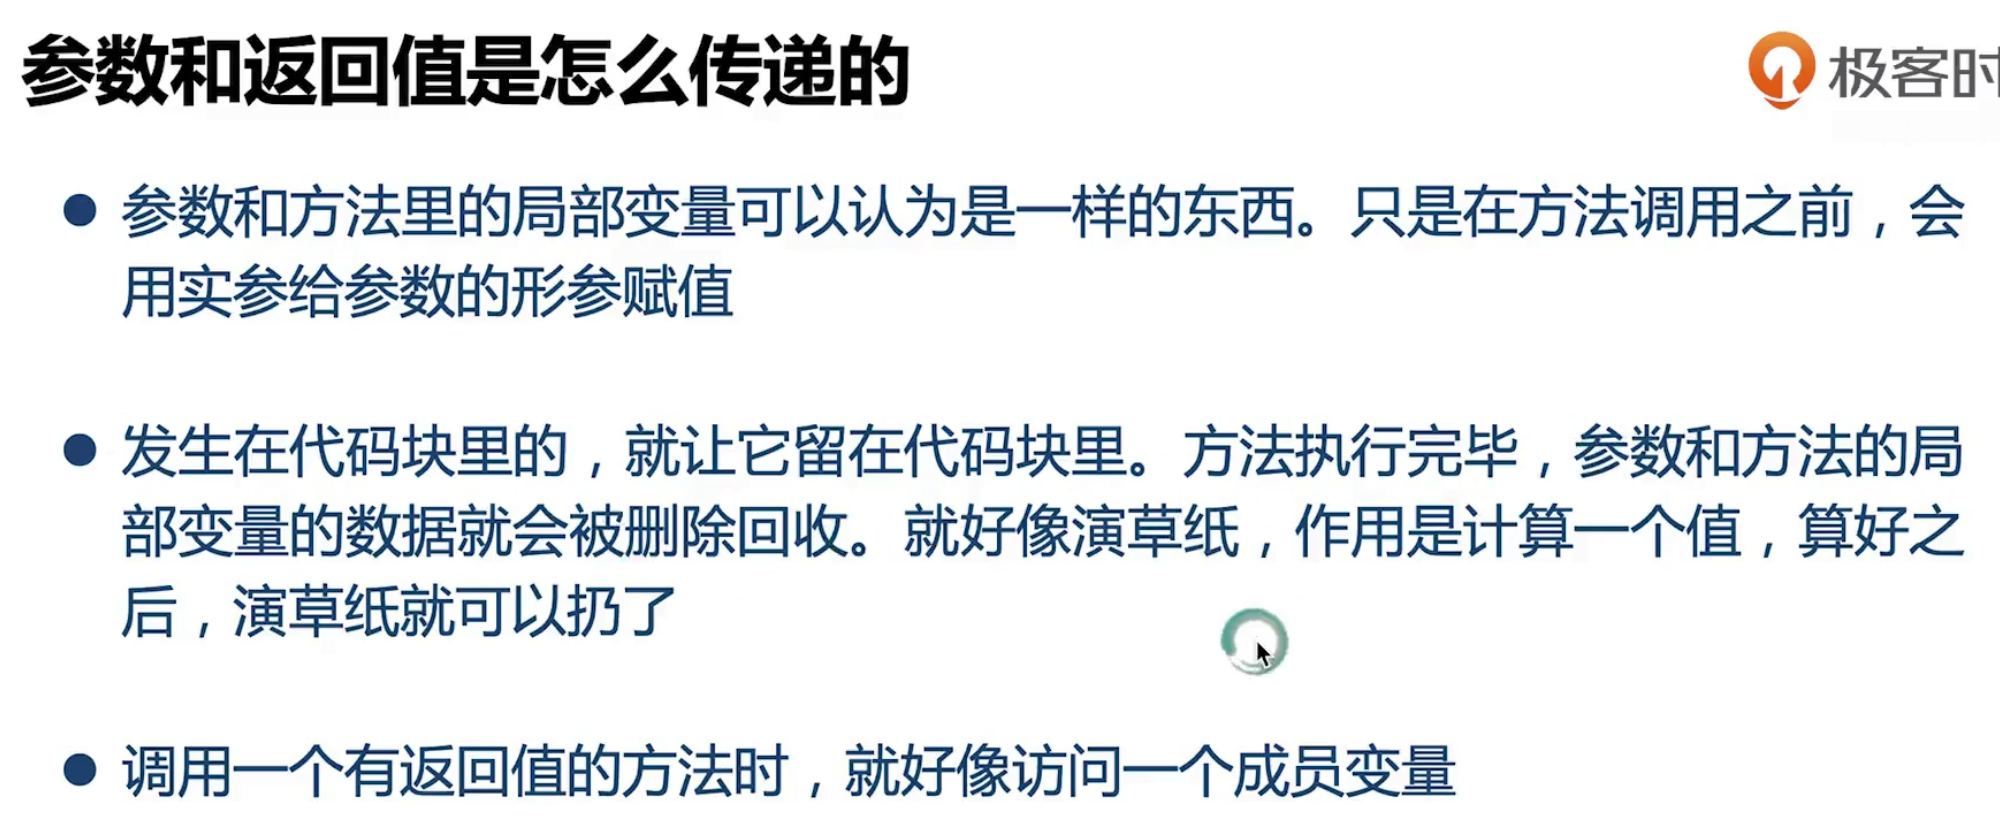 参数和返回值是怎么传递的
极客时
● 参数和方法里的局部变量可以认为是一样的东西。只是在方法调用之前，会
用实参给参数的形参赋值
● 发生在代码块里的，就让它留在代码块里。方法执行完毕，参数和方法的局
部变量的数据就会被删除回收。就好像演草纸，作用是计算一个值，算好之
后，演草纸就可以扔了
● 调用一个有返回值的方法时，就好像访问一个成员变量